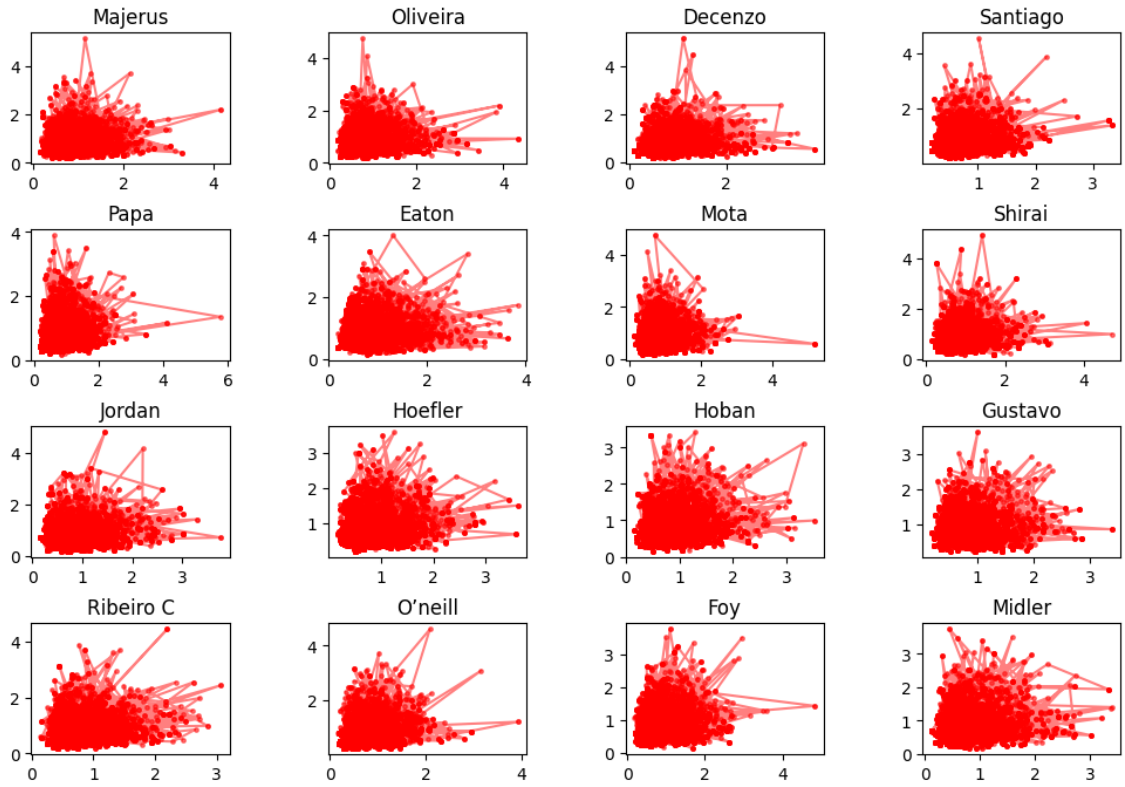 Majerus Oliveira Decenzo Santiago
4 4 4 4
2 2 2 2
0 0 0
0 2 4 0 2 4 0 2 1 2 3
Papa Eaton Mota Shirai
4 4 4 4
2 2 2 2
0 0 0 0
0 2 4 6 0 2 4 0 2 4 0 2 4
Jordan Hoefler Hoban Gustavo
4 3 3 3
2 2 2 2
0 1 1 1
0
0 1 2 3 1 2 3 0 1 2 3 1 2 3
Ribeiro C O’neill Foy Midler
4 4 3 3
2 2 2 2
0 1 1
0 0
0 1 2 3 0 2 4 0 2 4 0 1 2 3